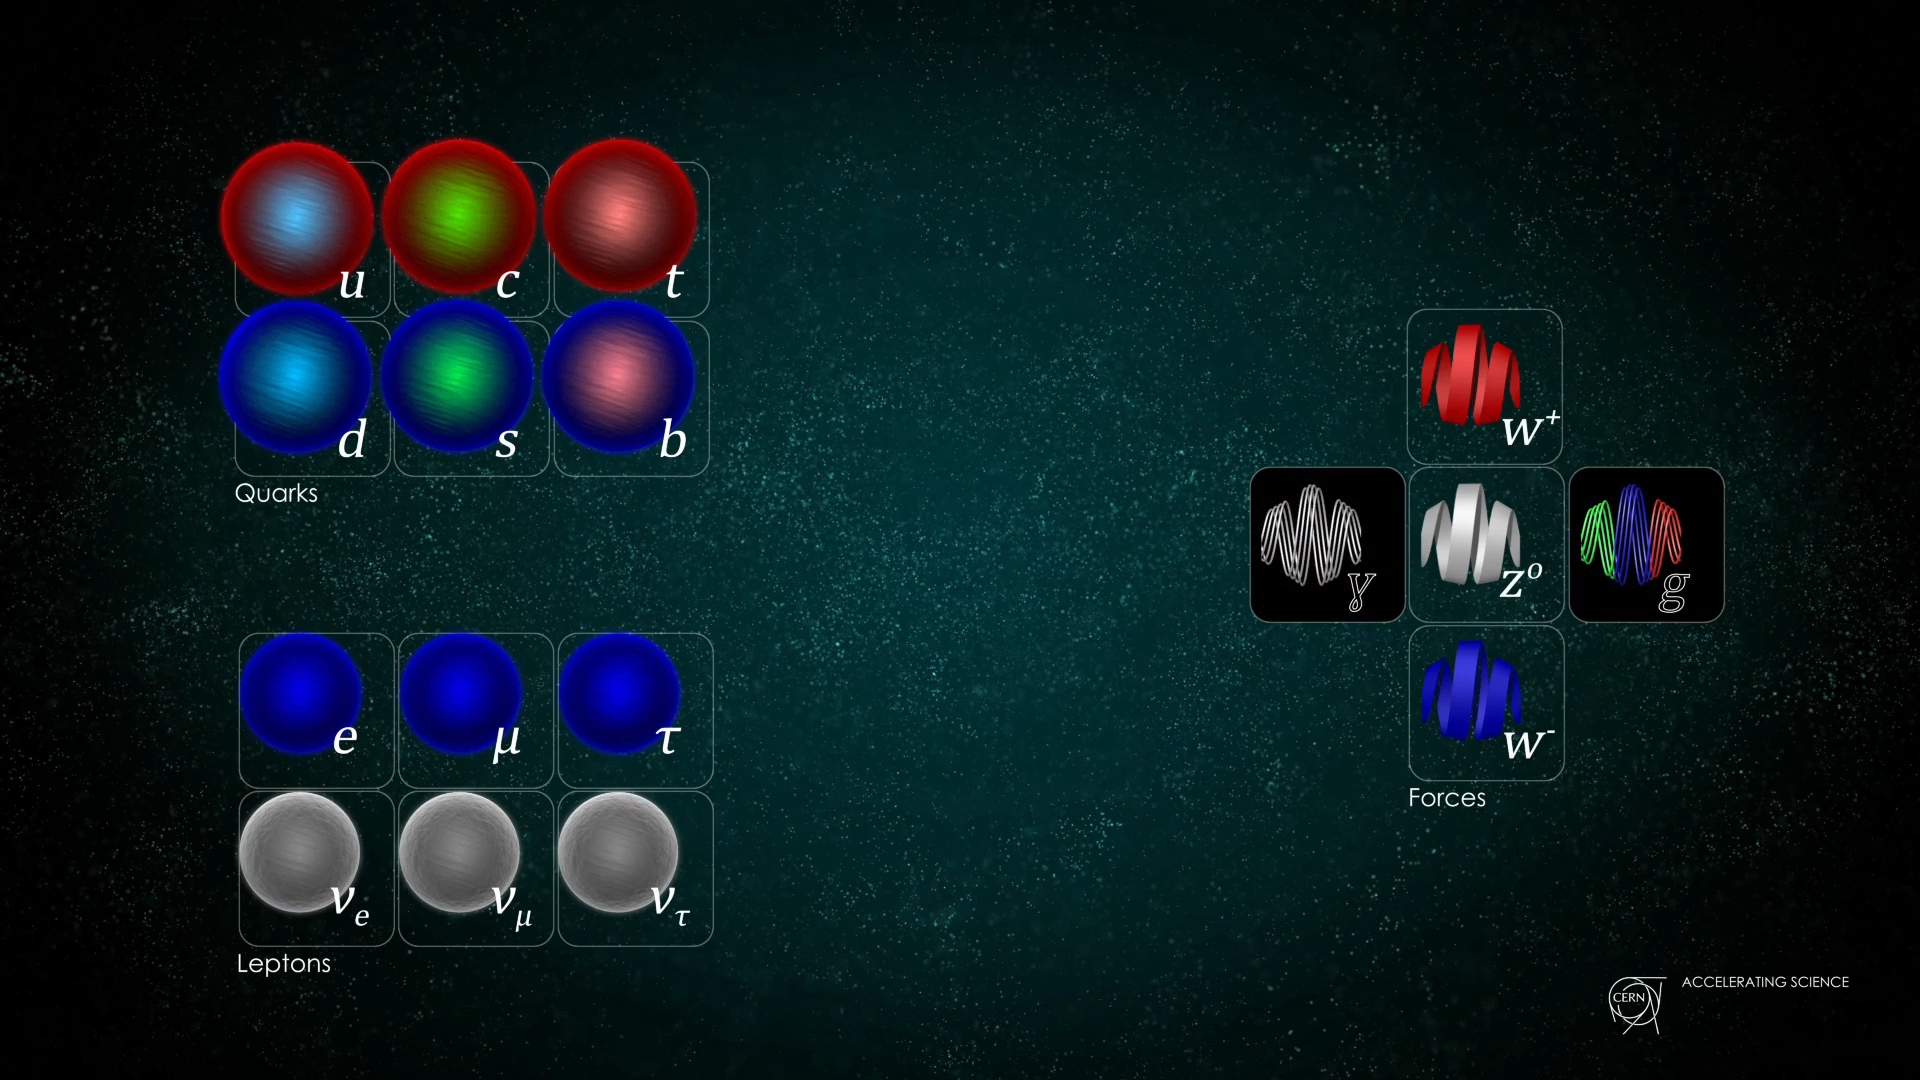 u c t
d s b
Quarks
e μ τ
νe νμ ντ
Leptons
W+
γ Z0 g
W-
Forces
CERN
ACCELERATING SCIENCE